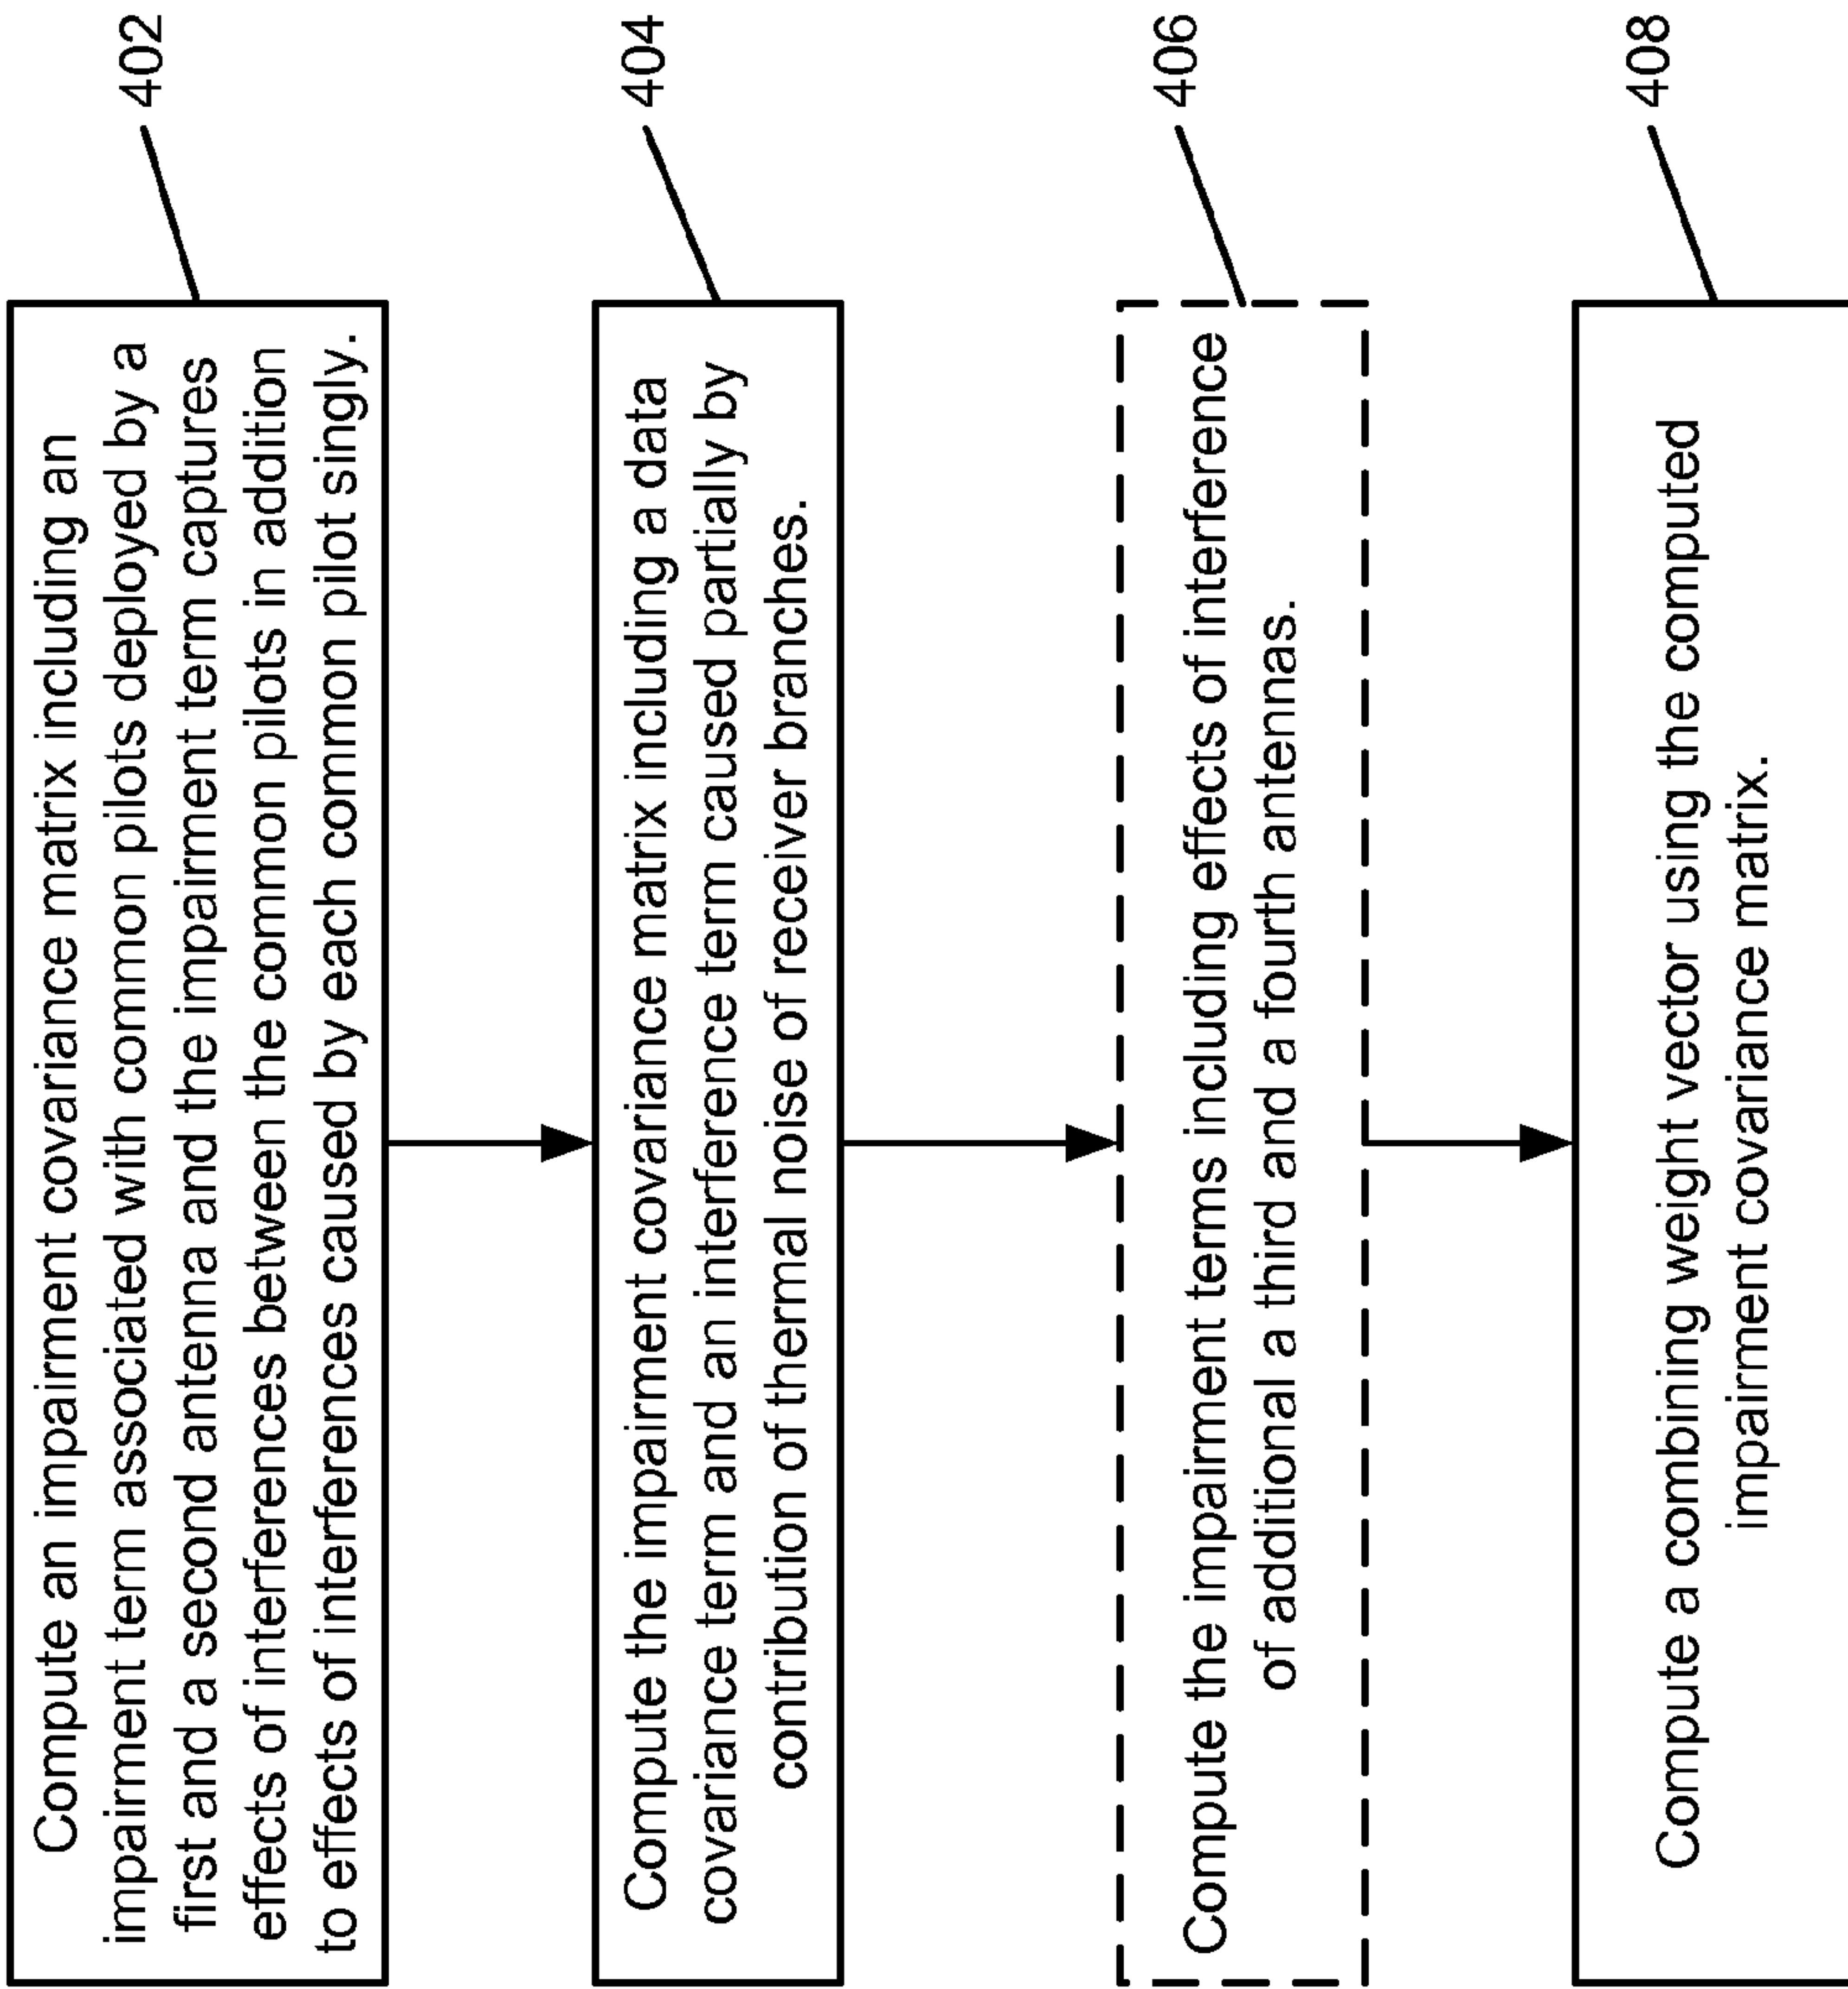 Compute an impairment covariance matrix including an
impairment term associated with common pilots deployed by a
first and a second antenna and the impairment term captures
effects of interferences between the common pilots in addition
to effects of interferences caused by each common pilot singly.
402
Compute the impairment covariance matrix including a data
covariance term and an interference term caused partially by
contribution of thermal noise of receiver branches.
404
Compute the impairment terms including effects of interference
of additional a third and a fourth antennas.
406
Compute a combining weight vector using the computed
impairment covariance matrix.
408